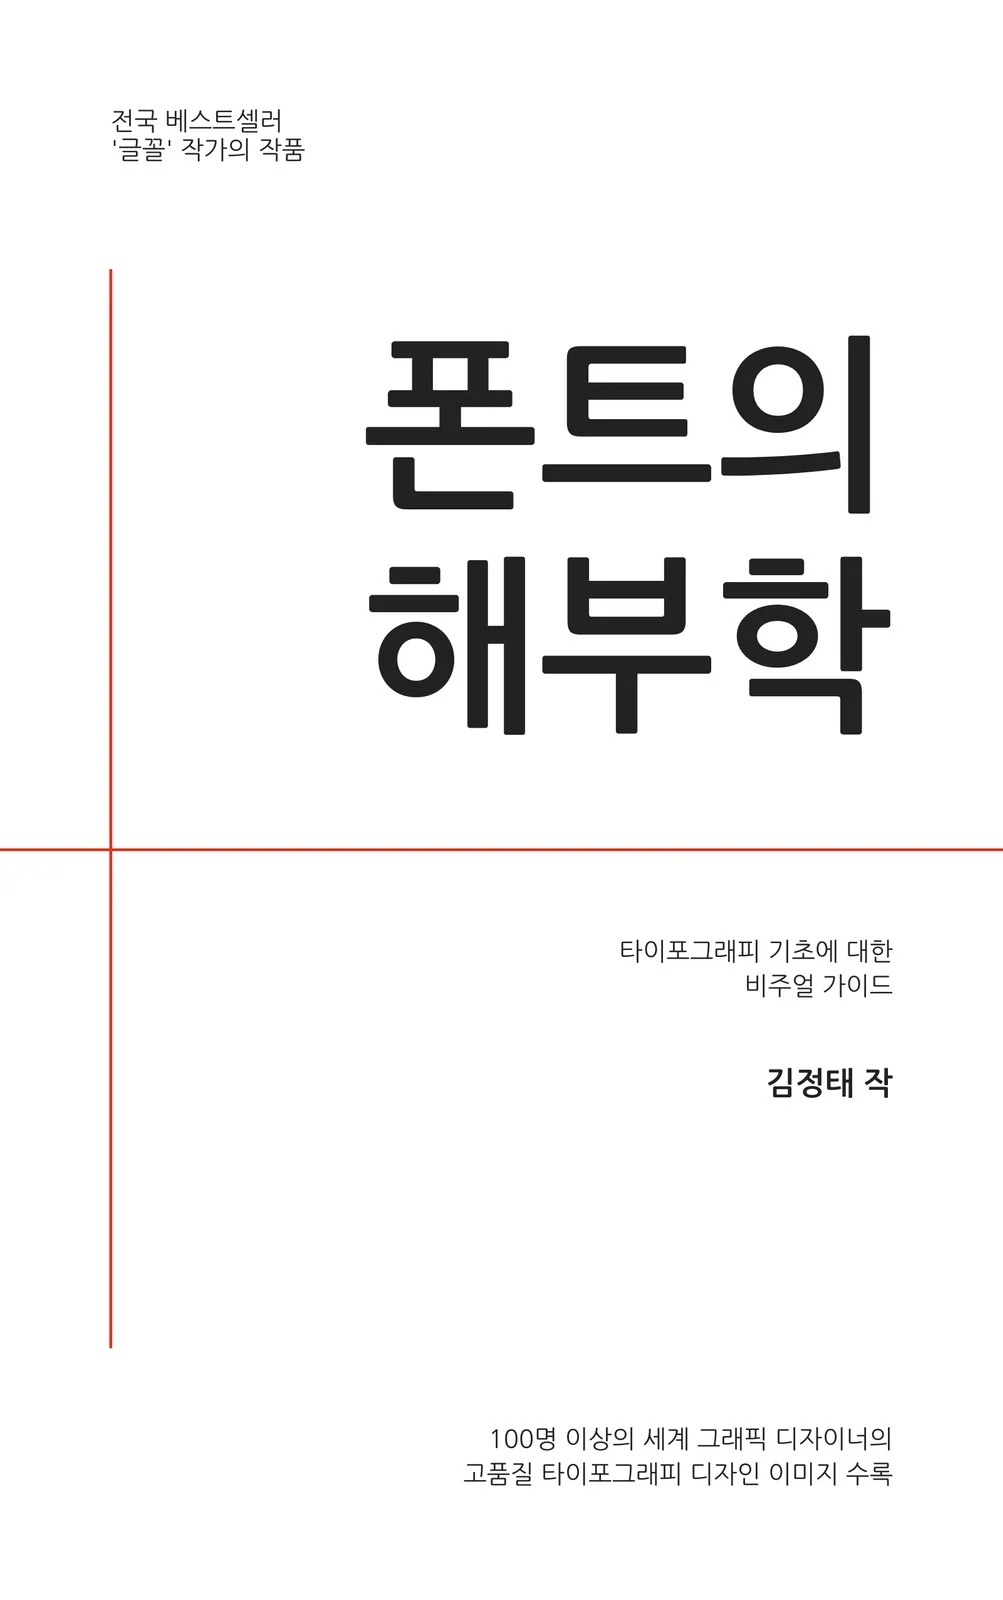 전국 베스트셀러
'글꼴' 작가의 작품
폰트의
해부학
타이포그래피 기초에 대한
비주얼 가이드
김정태 작
100명 이상의 세계 그래픽 디자이너의
고품질 타이포그래피 디자인 이미지 수록